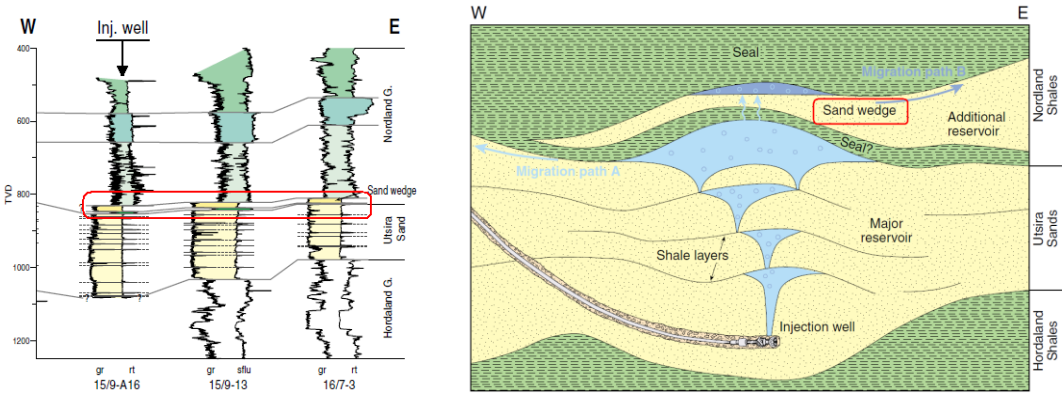 W
Inj. well
E
400
600
800
1000
1200
TVD
Nordland G.
Sand wedge
Utsira
Sand
Hordaland G.
?
?
gr
rt
gr
sflu
gr
rt
15/9-A16
15/9-13
16/7-3
W
E
Seal
Migration path B
Sand wedge
Additional
reservoir
Seal?
Migration path A
Major
reservoir
Shale layers
Injection well
Nordland
Shales
Utsira
Sands
Hordland
Shales